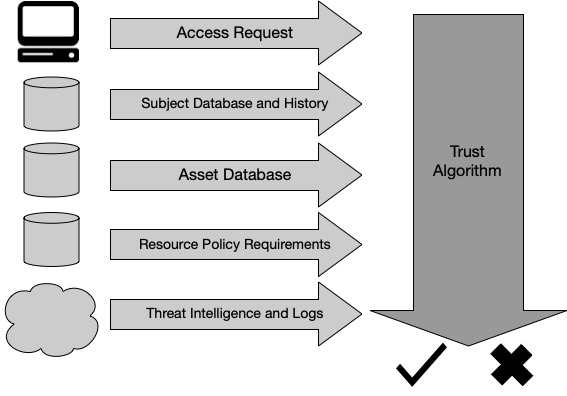 Access Request
Subject Database and History
Asset Database
Resource Policy Requirements
Threat Intelligence and Logs
Trust
Algorithm